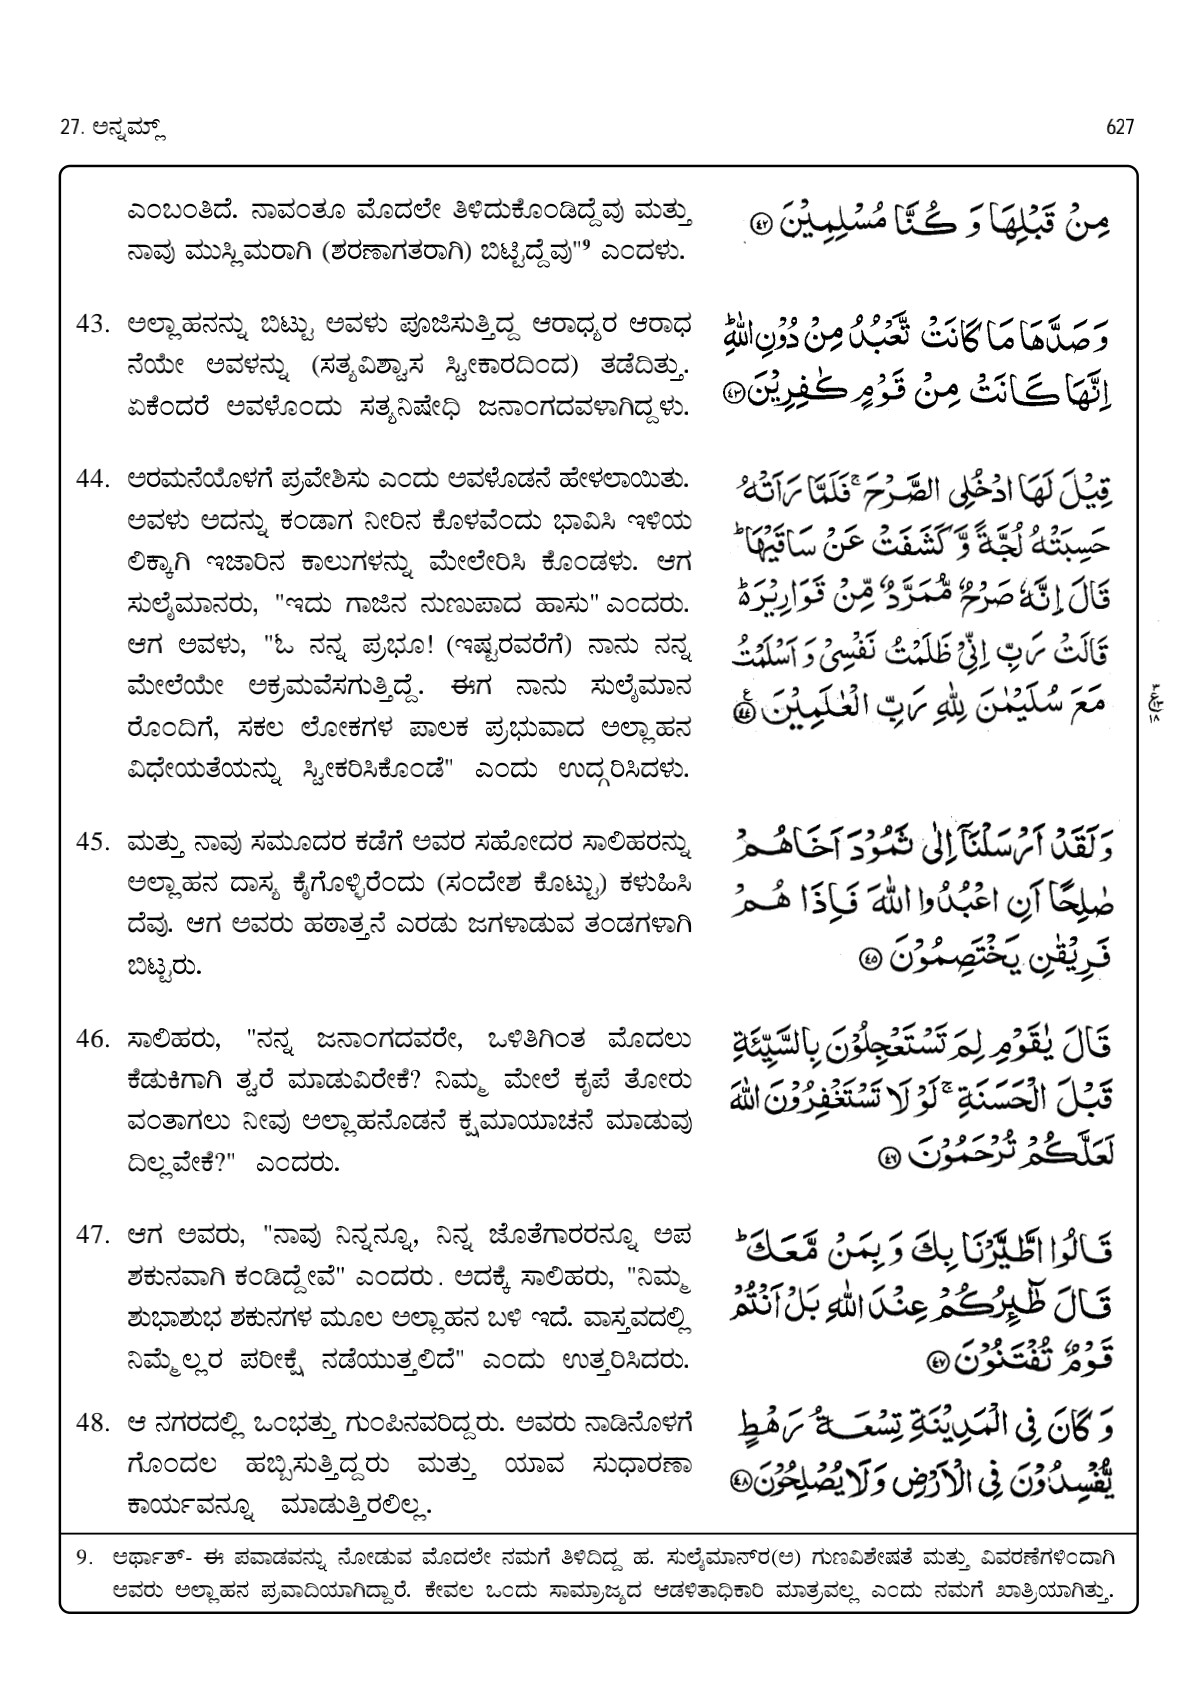 27. ಅನ್ನಮ್ಲ್
627
ಎಂಬಂತಿದೆ. ನಾವಂತೂ ಮೊದಲೇ ತಿಳಿದುಕೊಂಡಿದ್ದೆವು ಮತ್ತು
ನಾವು ಮುಸ್ಲಿಮರಾಗಿ (ಶರಣಾಗತರಾಗಿ) ಬಿಟ್ಟಿದ್ದೆವು"⁹ ಎಂದಳು.
مِنْ قَبْلِهَا وَ كُنَّا مُسْلِمِيْنَ ﴿٤٢﴾
43. ಅಲ್ಲಾಹನನ್ನು ಬಿಟ್ಟು ಅವಳು ಪೂಜಿಸುತ್ತಿದ್ದ ಆರಾಧ್ಯರ ಆರಾಧ
ನೆಯೇ ಅವಳನ್ನು (ಸತ್ಯವಿಶ್ವಾಸ ಸ್ವೀಕಾರದಿಂದ) ತಡೆದಿತ್ತು.
ಏಕೆಂದರೆ ಅವಳೊಂದು ಸತ್ಯನಿಷೇಧಿ ಜನಾಂಗದವಳಾಗಿದ್ದಳು.
وَ صَدَّهَا مَا كَانَتْ تَّعْبُدُ مِنْ دُوْنِ اللّٰهِ ؕ
اِنَّهَا كَانَتْ مِنْ قَوْمٍ كٰفِرِيْنَ ﴿٤٣﴾
44. ಅರಮನೆಯೊಳಗೆ ಪ್ರವೇಶಿಸು ಎಂದು ಅವಳೊಡನೆ ಹೇಳಲಾಯಿತು.
ಅವಳು ಅದನ್ನು ಕಂಡಾಗ ನೀರಿನ ಕೊಳವೆಂದು ಭಾವಿಸಿ ಇಳಿಯ
ಲಿಕ್ಕಾಗಿ ಇಜಾರಿನ ಕಾಲುಗಳನ್ನು ಮೇಲೇರಿಸಿ ಕೊಂಡಳು. ಆಗ
ಸುಲೈಮಾನರು, "ಇದು ಗಾಜಿನ ನುಣುಪಾದ ಹಾಸು" ಎಂದರು.
ಆಗ ಅವಳು, "ಓ ನನ್ನ ಪ್ರಭೂ! (ಇಷ್ಟರವರೆಗೆ) ನಾನು ನನ್ನ
ಮೇಲೆಯೇ ಅಕ್ರಮವೆಸಗುತ್ತಿದ್ದೆ. ಈಗ ನಾನು ಸುಲೈಮಾನ
ರೊಂದಿಗೆ, ಸಕಲ ಲೋಕಗಳ ಪಾಲಕ ಪ್ರಭುವಾದ ಅಲ್ಲಾಹನ
ವಿಧೇಯತೆಯನ್ನು ಸ್ವೀಕರಿಸಿಕೊಂಡೆ" ಎಂದು ಉದ್ಗರಿಸಿದಳು.
قِيْلَ لَهَا ادْخُلِى الصَّرْحَ ۚ فَلَمَّا رَاَتْهُ
حَسِبَتْهُ لُجَّةً وَّ كَشَفَتْ عَنْ سَاقَيْهَا ؕ
قَالَ اِنَّهٗ صَرْحٌ مُّمَرَّدٌ مِّنْ قَوَارِيْرَ ؕ
قَالَتْ رَبِّ اِنِّىْ ظَلَمْتُ نَفْسِىْ وَ اَسْلَمْتُ
مَعَ سُلَيْمٰنَ لِلّٰهِ رَبِّ الْعٰلَمِيْنَ ﴿٤٤﴾
45. ಮತ್ತು ನಾವು ಸಮೂದರ ಕಡೆಗೆ ಅವರ ಸಹೋದರ ಸಾಲಿಹರನ್ನು
ಅಲ್ಲಾಹನ ದಾಸ್ಯ ಕೈಗೊಳ್ಳಿರೆಂದು (ಸಂದೇಶ ಕೊಟ್ಟು) ಕಳುಹಿಸಿ
ದೆವು. ಆಗ ಅವರು ಹಠಾತ್ತನೆ ಎರಡು ಜಗಳಾಡುವ ತಂಡಗಳಾಗಿ
ಬಿಟ್ಟರು.
وَ لَقَدْ اَرْسَلْنَاۤ اِلٰى ثَمُوْدَ اَخَاهُمْ
صٰلِحًا اَنِ اعْبُدُوا اللّٰهَ فَاِذَا هُمْ
فَرِيْقٰنِ يَخْتَصِمُوْنَ ﴿٤٥﴾
46. ಸಾಲಿಹರು, "ನನ್ನ ಜನಾಂಗದವರೇ, ಒಳಿತಿಗಿಂತ ಮೊದಲು
ಕೆಡುಕಿಗಾಗಿ ತ್ವರೆ ಮಾಡುವಿರೇಕೆ? ನಿಮ್ಮ ಮೇಲೆ ಕೃಪೆ ತೋರು
ವಂತಾಗಲು ನೀವು ಅಲ್ಲಾಹನೊಡನೆ ಕ್ಷಮಾಯಾಚನೆ ಮಾಡುವು
ದಿಲ್ಲವೇಕೆ?" ಎಂದರು.
قَالَ يٰقَوْمِ لِمَ تَسْتَعْجِلُوْنَ بِالسَّيِّئَةِ
قَبْلَ الْحَسَنَةِ ۚ لَوْ لَا تَسْتَغْفِرُوْنَ اللّٰهَ
لَعَلَّكُمْ تُرْحَمُوْنَ ﴿٤٦﴾
47. ಆಗ ಅವರು, "ನಾವು ನಿನ್ನನ್ನೂ, ನಿನ್ನ ಜೊತೆಗಾರರನ್ನೂ ಅಪ
ಶಕುನವಾಗಿ ಕಂಡಿದ್ದೇವೆ" ಎಂದರು. ಅದಕ್ಕೆ ಸಾಲಿಹರು, "ನಿಮ್ಮ
ಶುಭಾಶುಭ ಶಕುನಗಳ ಮೂಲ ಅಲ್ಲಾಹನ ಬಳಿ ಇದೆ. ವಾಸ್ತವದಲ್ಲಿ
ನಿಮ್ಮೆಲ್ಲರ ಪರೀಕ್ಷೆ ನಡೆಯುತ್ತಲಿದೆ" ಎಂದು ಉತ್ತರಿಸಿದರು.
قَالُوا اطَّيَّرْنَا بِكَ وَ بِمَنْ مَّعَكَ ؕ
قَالَ طٰٓئِرُكُمْ عِنْدَ اللّٰهِ بَلْ اَنْتُمْ
قَوْمٌ تُفْتَنُوْنَ ﴿٤٧﴾
48. ಆ ನಗರದಲ್ಲಿ ಒಂಭತ್ತು ಗುಂಪಿನವರಿದ್ದರು. ಅವರು ನಾಡಿನೊಳಗೆ
ಗೊಂದಲ ಹಬ್ಬಿಸುತ್ತಿದ್ದರು ಮತ್ತು ಯಾವ ಸುಧಾರಣಾ
ಕಾರ್ಯವನ್ನೂ ಮಾಡುತ್ತಿರಲಿಲ್ಲ.
وَ كَانَ فِى الْمَدِيْنَةِ تِسْعَةُ رَهْطٍ
يُّفْسِدُوْنَ فِى الْاَرْضِ وَ لَا يُصْلِحُوْنَ ﴿٤٨﴾
9. ಅರ್ಥಾತ್- ಈ ಪವಾಡವನ್ನು ನೋಡುವ ಮೊದಲೇ ನಮಗೆ ತಿಳಿದಿದ್ದ ಹ. ಸುಲೈಮಾನ್‌ರ(ಅ) ಗುಣವಿಶೇಷತೆ ಮತ್ತು ವಿವರಣೆಗಳಿಂದಾಗಿ
ಅವರು ಅಲ್ಲಾಹನ ಪ್ರವಾದಿಯಾಗಿದ್ದಾರೆ. ಕೇವಲ ಒಂದು ಸಾಮ್ರಾಜ್ಯದ ಆಡಳಿತಾಧಿಕಾರಿ ಮಾತ್ರವಲ್ಲ ಎಂದು ನಮಗೆ ಖಾತ್ರಿಯಾಗಿತ್ತು.